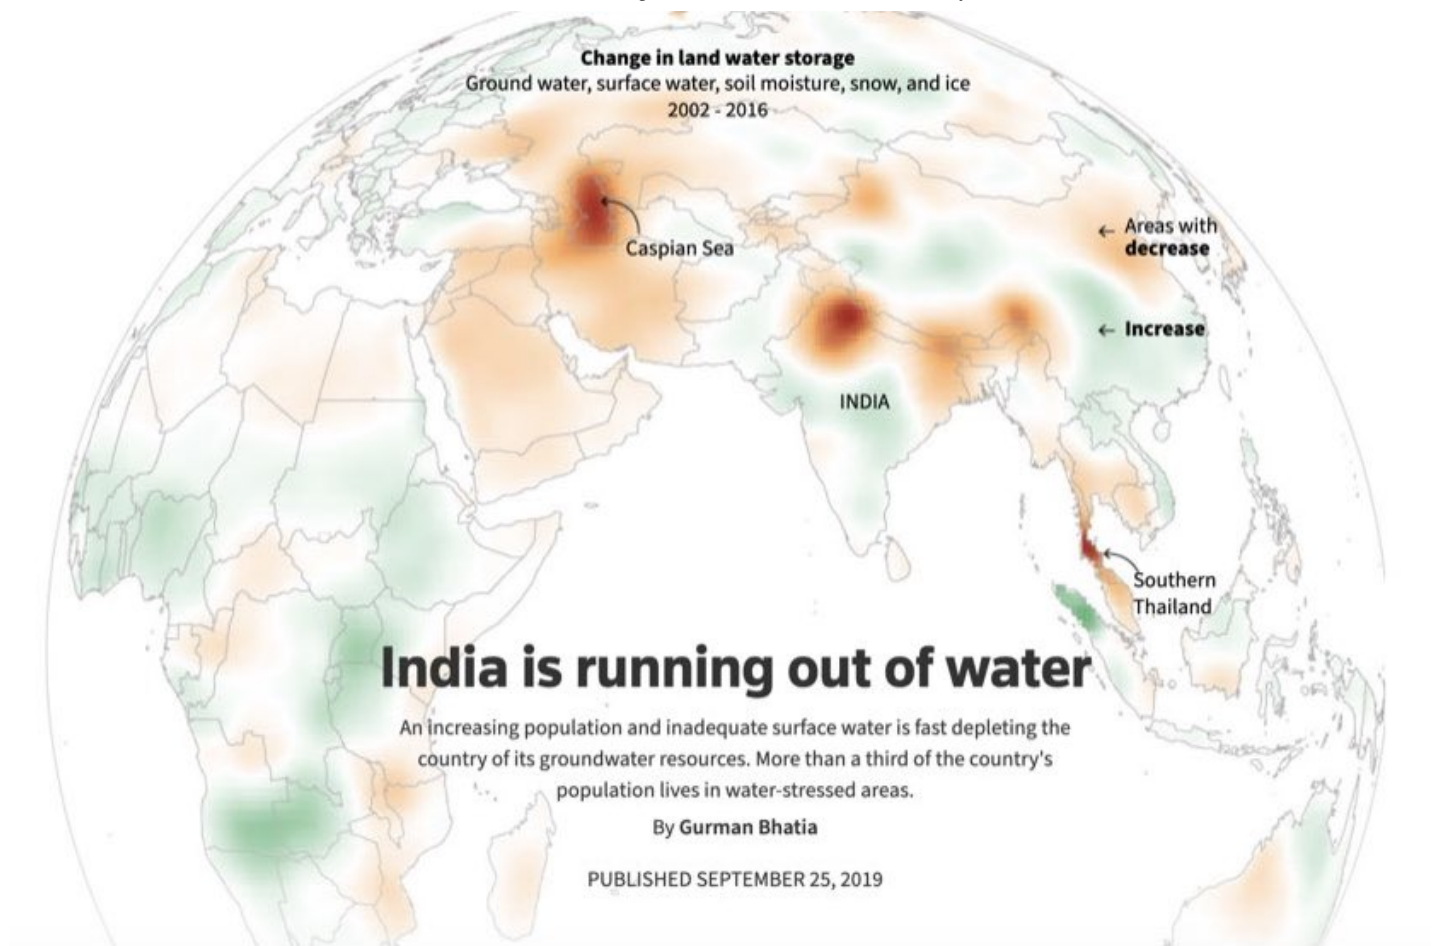 Change in land water storage
Ground water, surface water, soil moisture, snow, and ice
2002 - 2016
← Areas with
decrease
Caspian Sea
← Increase
INDIA
Southern
Thailand
India is running out of water
An increasing population and inadequate surface water is fast depleting the
country of its groundwater resources. More than a third of the country's
population lives in water-stressed areas.
By Gurman Bhatia
PUBLISHED SEPTEMBER 25, 2019